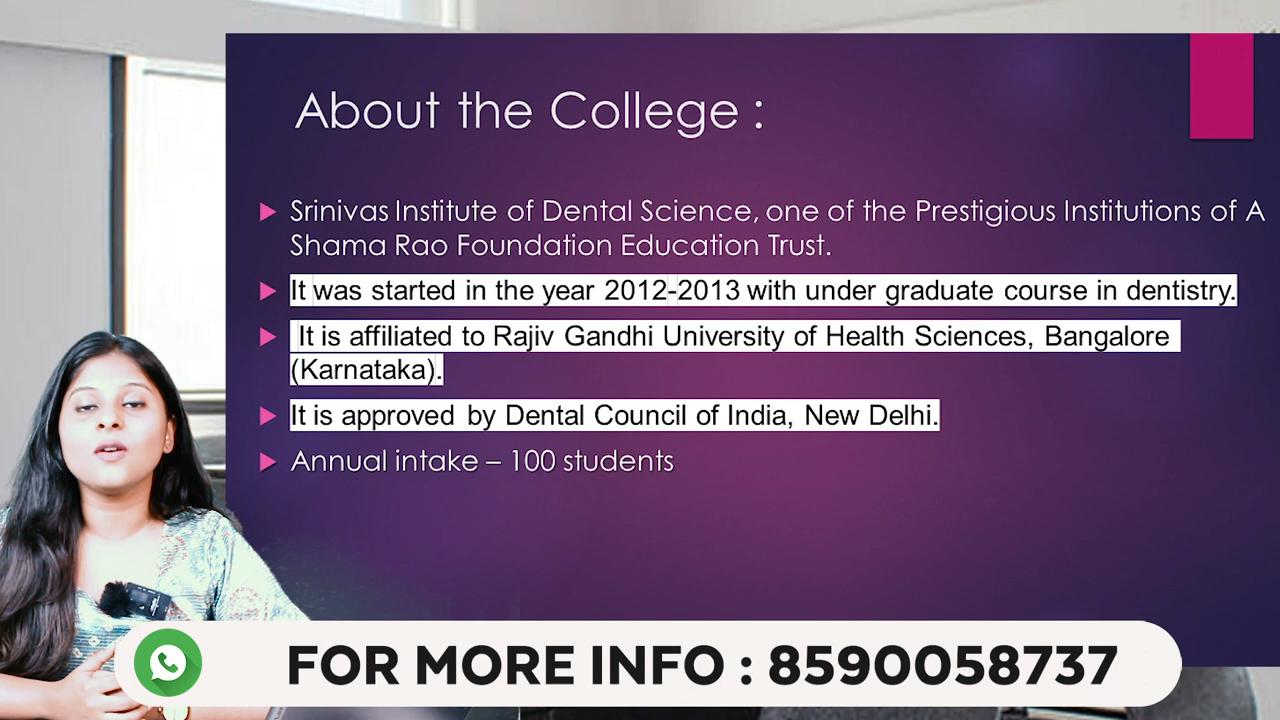 About the College :
Srinivas Institute of Dental Science, one of the Prestigious Institutions of A
Shama Rao Foundation Education Trust.
It was started in the year 2012-2013 with under graduate course in dentistry.
It is affiliated to Rajiv Gandhi University of Health Sciences, Bangalore
(Karnataka).
It is approved by Dental Council of India, New Delhi.
Annual intake – 100 students
FOR MORE INFO : 8590058737